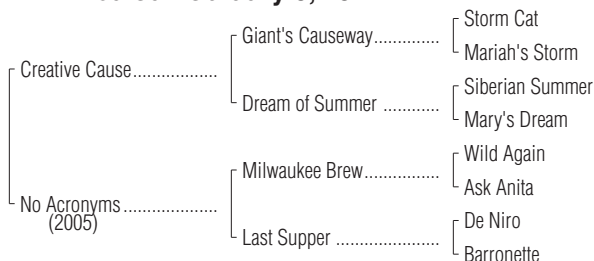 Storm Cat
Giant's Causeway..............
Mariah's Storm
Creative Cause..................
Siberian Summer
Dream of Summer ............
Mary's Dream
Wild Again
Milwaukee Brew................
Ask Anita
No Acronyms ....................
(2005)
De Niro
Last Supper ......................
Barronette